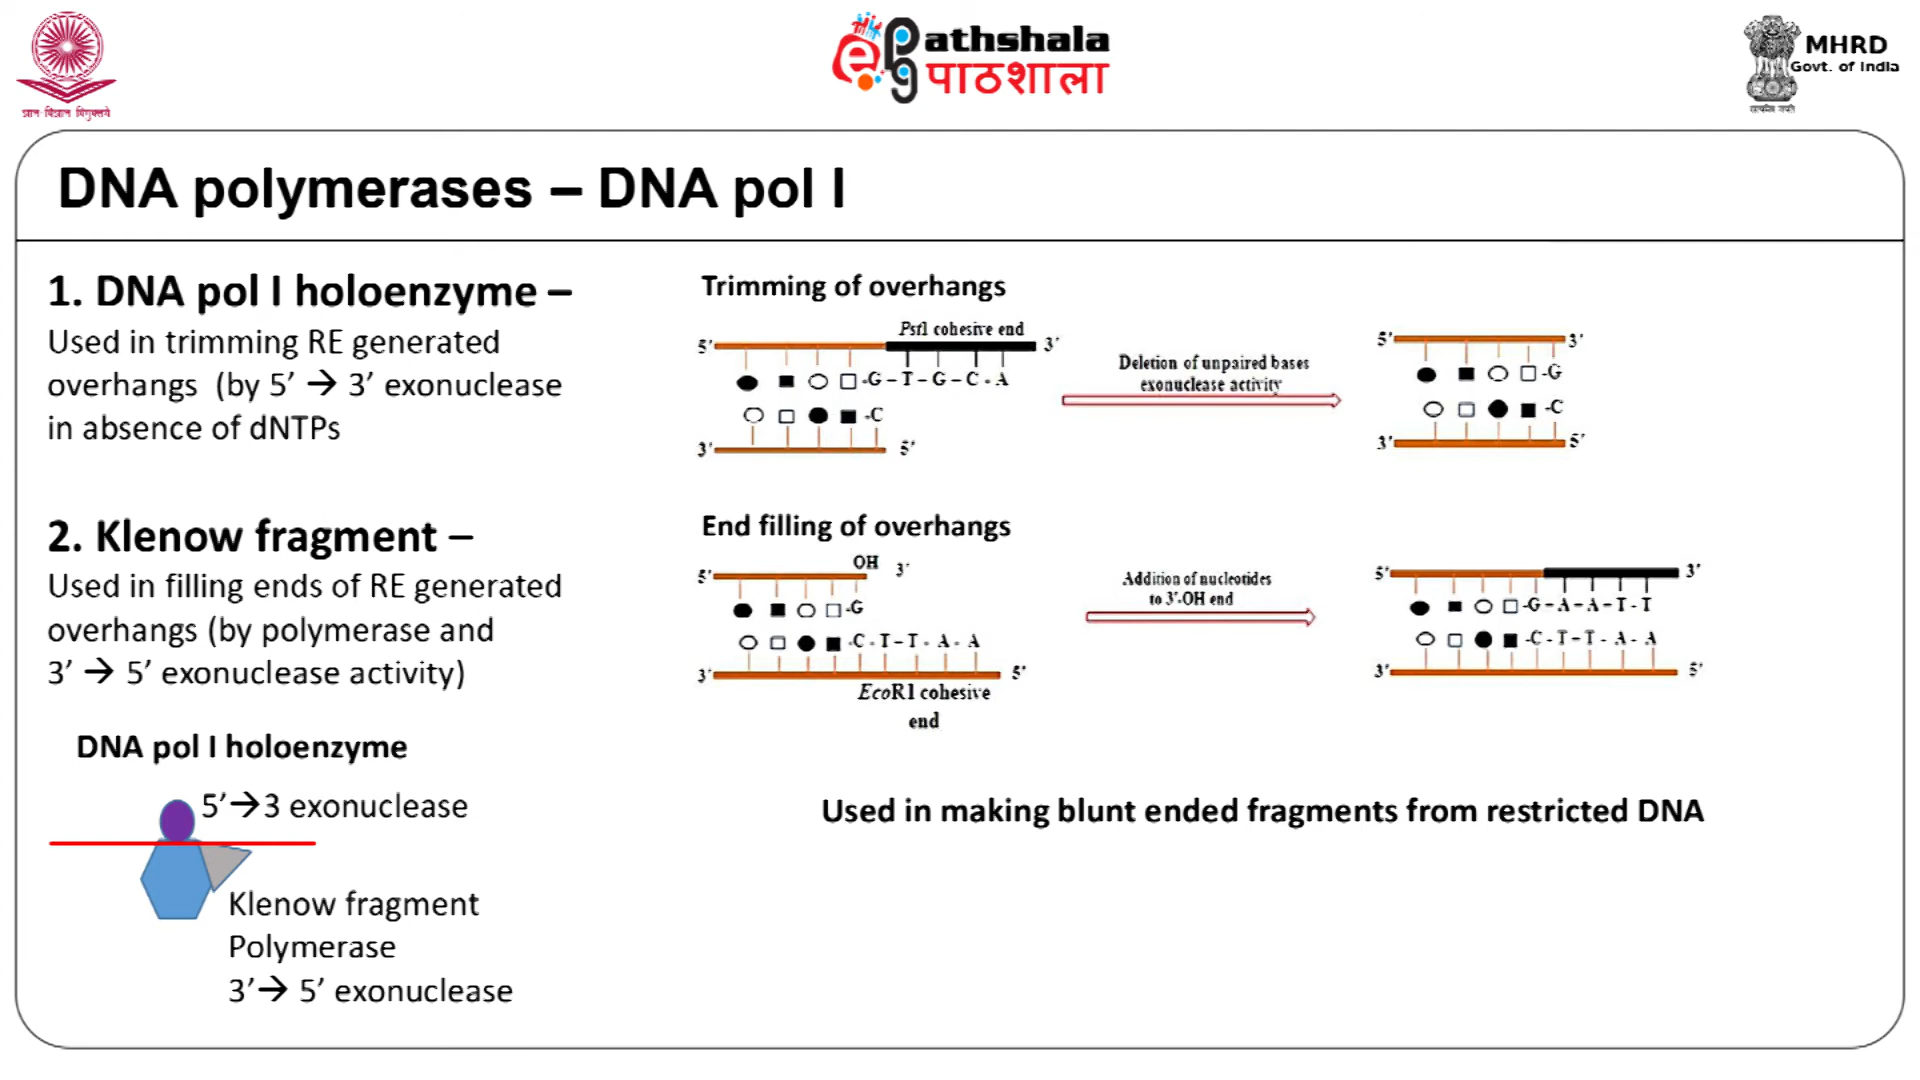 ज्ञान-विज्ञान विमुक्तये
ePathshala
पाठशाला
MHRD
Govt. of India
सत्यमेव जयते
DNA polymerases – DNA pol I
1. DNA pol I holoenzyme –
Used in trimming RE generated
overhangs (by 5’ → 3’ exonuclease
in absence of dNTPs
2. Klenow fragment –
Used in filling ends of RE generated
overhangs (by polymerase and
3’ → 5’ exonuclease activity)
DNA pol I holoenzyme
5’→3 exonuclease
Klenow fragment
Polymerase
3’→ 5’ exonuclease
Trimming of overhangs
PstI cohesive end
5’ 3’
-G-T-G-C-A
-C
3’ 5’
Deletion of unpaired bases
exonuclease activity
5’ 3’
-G
-C
3’ 5’
End filling of overhangs
OH
5’ 3’
-G
-C-T-T-A-A
3’ 5’
EcoR1 cohesive
end
Addition of nucleotides
to 3’-OH end
5’ 3’
-G-A-A-T-T
-C-T-T-A-A
3’ 5’
Used in making blunt ended fragments from restricted DNA